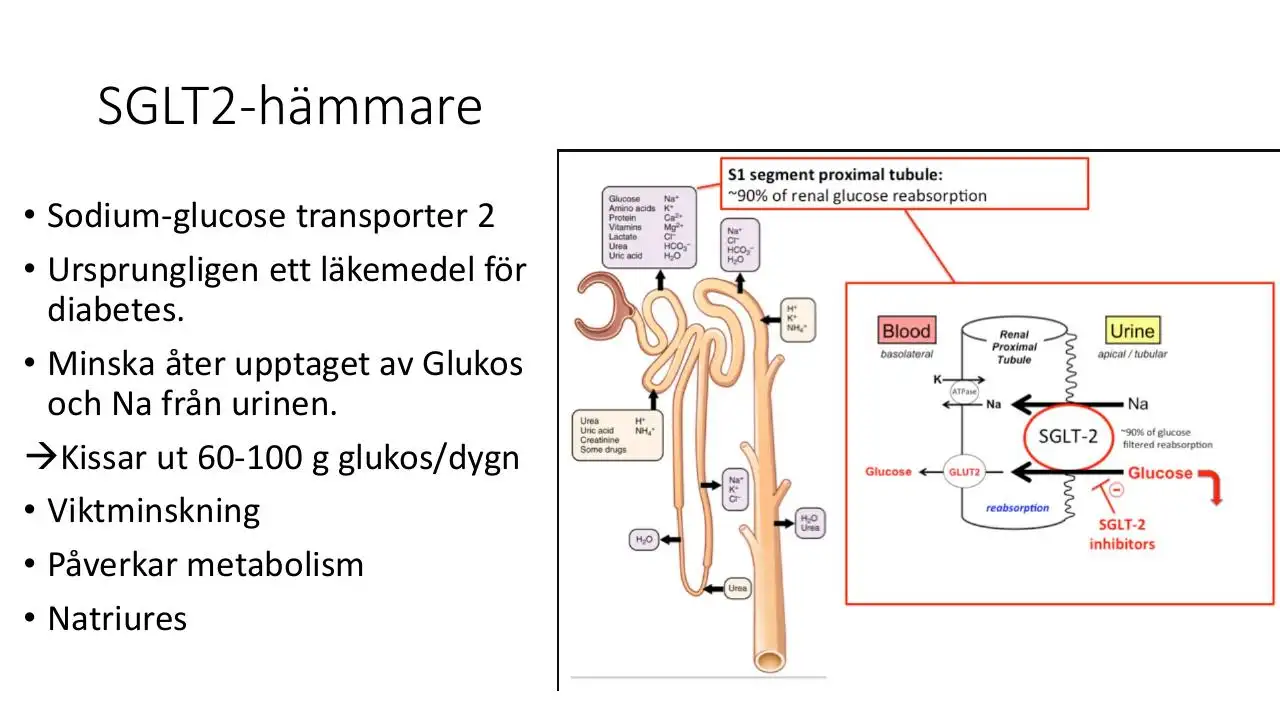 SGLT2-hämmare
• Sodium-glucose transporter 2
• Ursprungligen ett läkemedel för
diabetes.
• Minska åter upptaget av Glukos
och Na från urinen.
→Kissar ut 60-100 g glukos/dygn
• Viktminskning
• Påverkar metabolism
• Natriures
S1 segment proximal tubule:
~90% of renal glucose reabsorption
Glucose Na⁺
Amino acids K⁺
Protein Ca²⁺
Vitamins Mg²⁺
Lactate Cl⁻
Urea HCO₃⁻
Uric acid H₂O
Na⁺
Cl⁻
HCO₃⁻
H₂O
H⁺
K⁺
NH₄⁺
Urea H⁺
Uric acid NH₄⁺
Creatinine
Some drugs
Na⁺
K⁺
Cl⁻
H₂O
Urea
H₂O
Urea
Blood
basolateral
Renal
Proximal
Tubule
Urine
apical / tubular
K
ATPase
Na
Na
SGLT-2
~90% of glucose
filtered reabsorption
Glucose
GLUT2
Glucose
reabsorption
SGLT-2
inhibitors